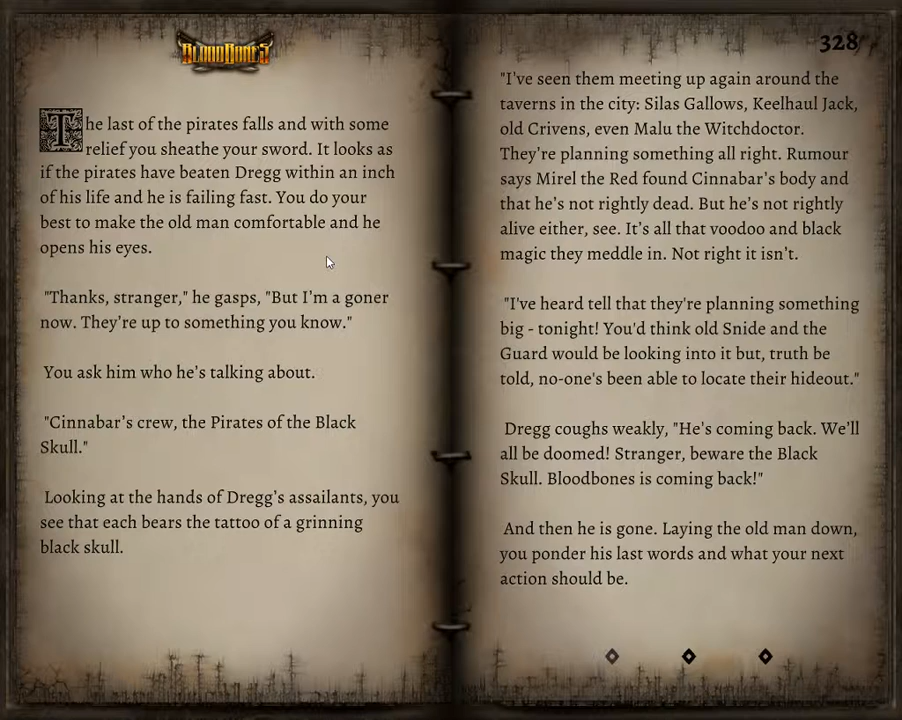 BLOODBONES
The last of the pirates falls and with some
relief you sheathe your sword. It looks as
if the pirates have beaten Dregg within an inch
of his life and he is failing fast. You do your
best to make the old man comfortable and he
opens his eyes.
"Thanks, stranger," he gasps, "But I'm a goner
now. They're up to something you know."
You ask him who he's talking about.
"Cinnabar's crew, the Pirates of the Black
Skull."
Looking at the hands of Dregg's assailants, you
see that each bears the tattoo of a grinning
black skull.
328
"I've seen them meeting up again around the
taverns in the city: Silas Gallows, Keelhaul Jack,
old Crivens, even Malu the Witchdoctor.
They're planning something all right. Rumour
says Mirel the Red found Cinnabar's body and
that he's not rightly dead. But he's not rightly
alive either, see. It's all that voodoo and black
magic they meddle in. Not right it isn't.
"I've heard tell that they're planning something
big - tonight! You'd think old Snide and the
Guard would be looking into it but, truth be
told, no-one's been able to locate their hideout."
Dregg coughs weakly, "He's coming back. We'll
all be doomed! Stranger, beware the Black
Skull. Bloodbones is coming back!"
And then he is gone. Laying the old man down,
you ponder his last words and what your next
action should be.